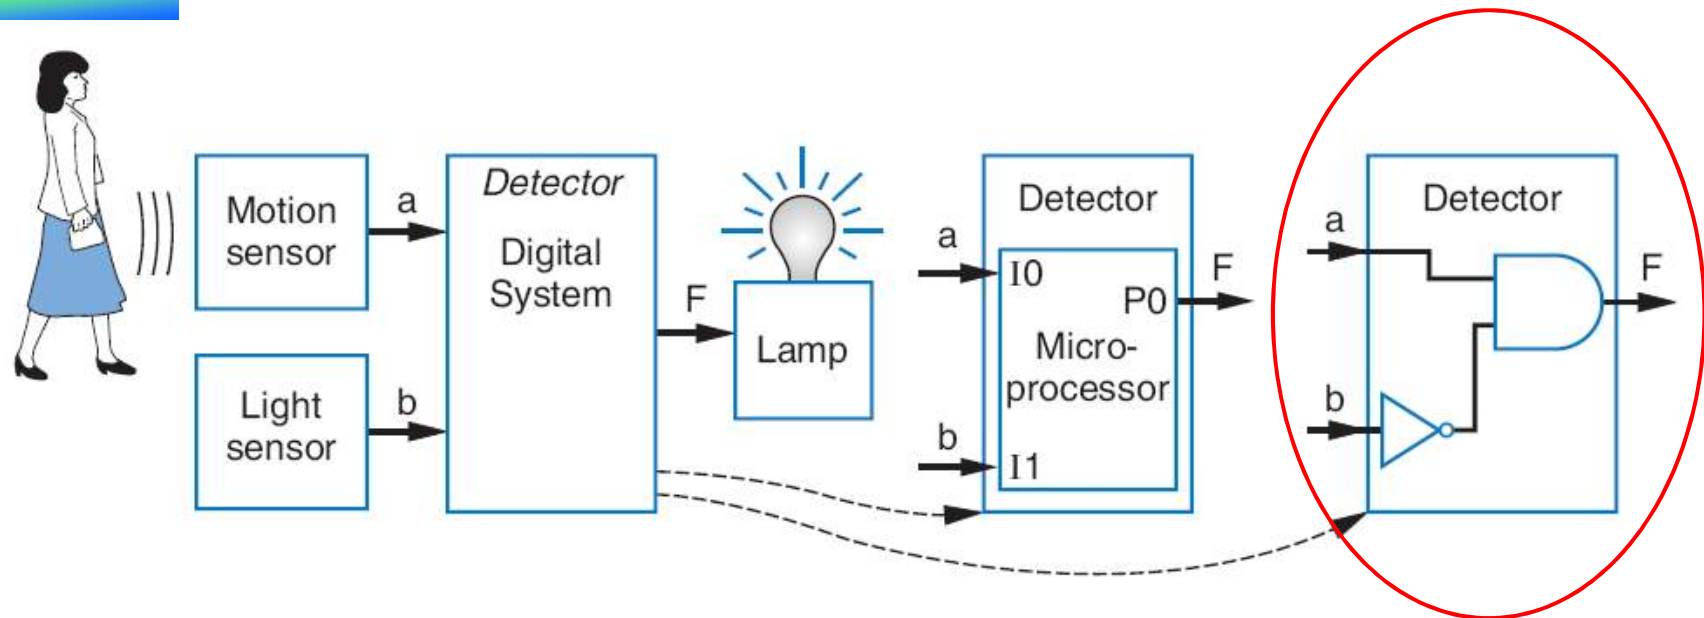 Motion
sensor
a
Light
sensor
b
Detector
Digital
System
F
Lamp
Detector
a
I0
P0
F
Micro-
processor
b
I1
Detector
a
F
b